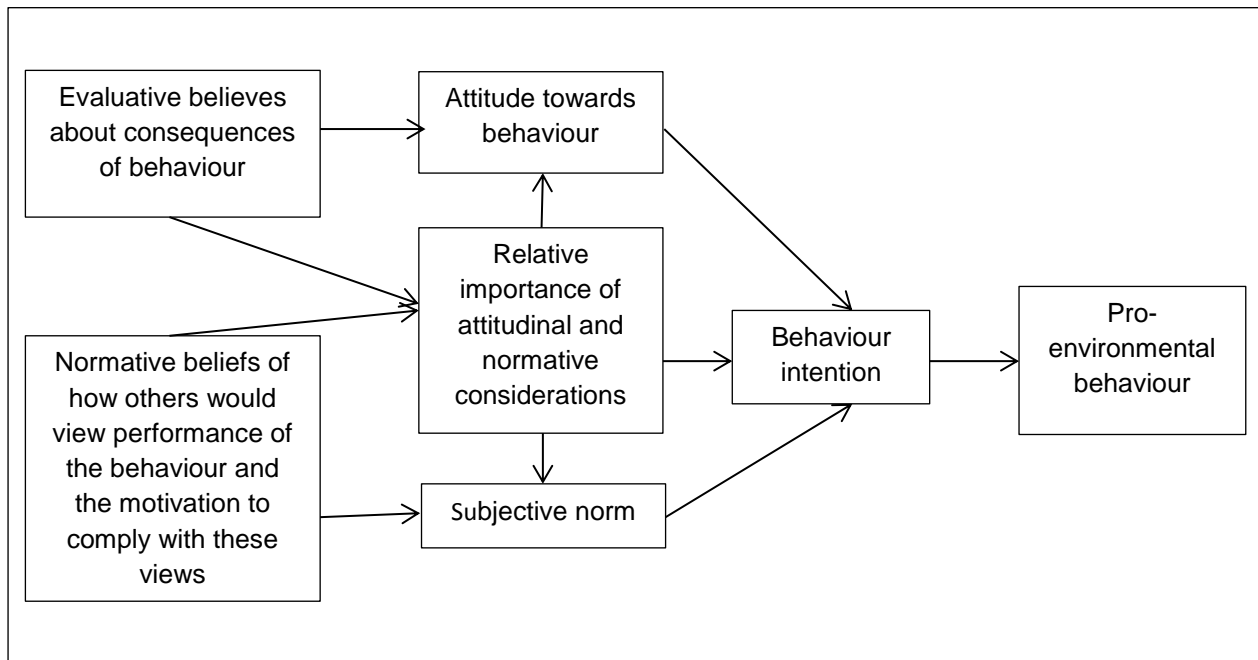 Evaluative believes
about consequences
of behaviour
Attitude towards
behaviour
Relative
importance of
attitudinal and
normative
considerations
Normative beliefs of
how others would
view performance of
the behaviour and
the motivation to
comply with these
views
Subjective norm
Behaviour
intention
Pro-
environmental
behaviour